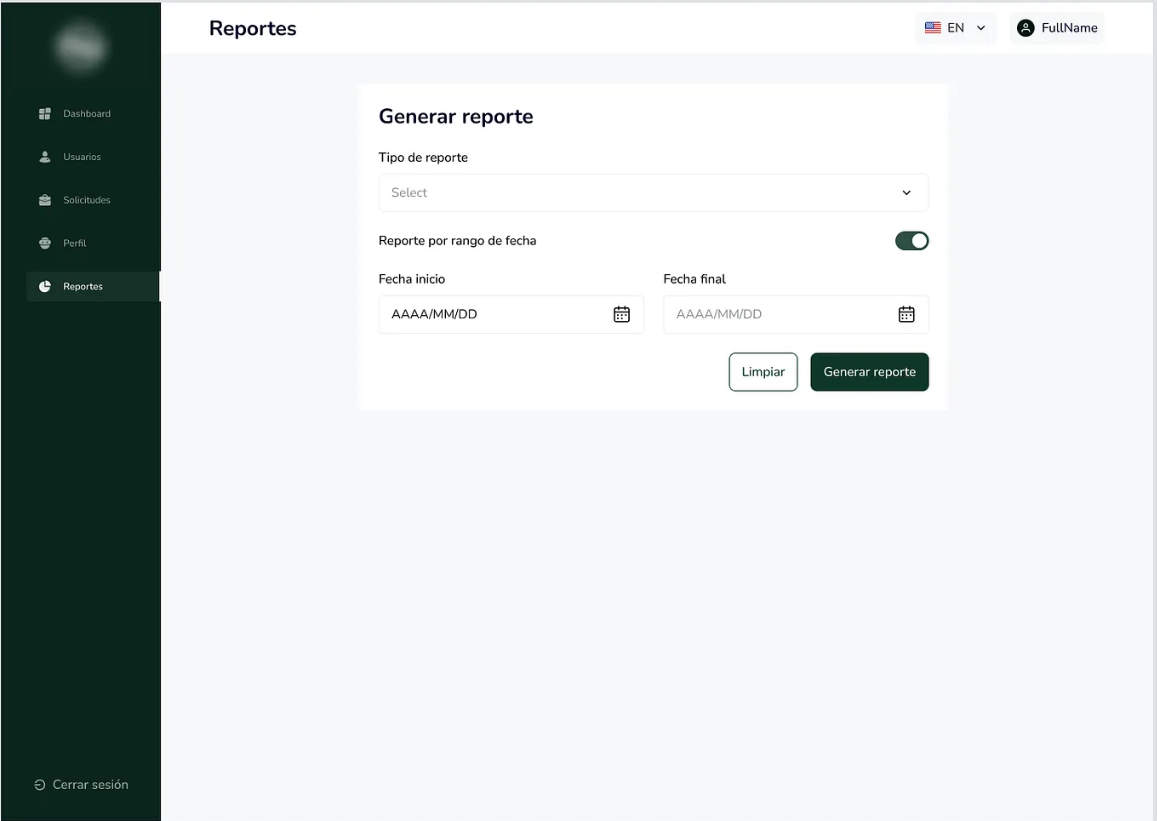 Reportes
EN
FullName
Dashboard
Usuarios
Solicitudes
Perfil
Reportes
Cerrar sesión
Generar reporte
Tipo de reporte
Select
Reporte por rango de fecha
Fecha inicio
Fecha final
AAAA/MM/DD
AAAA/MM/DD
Limpiar
Generar reporte